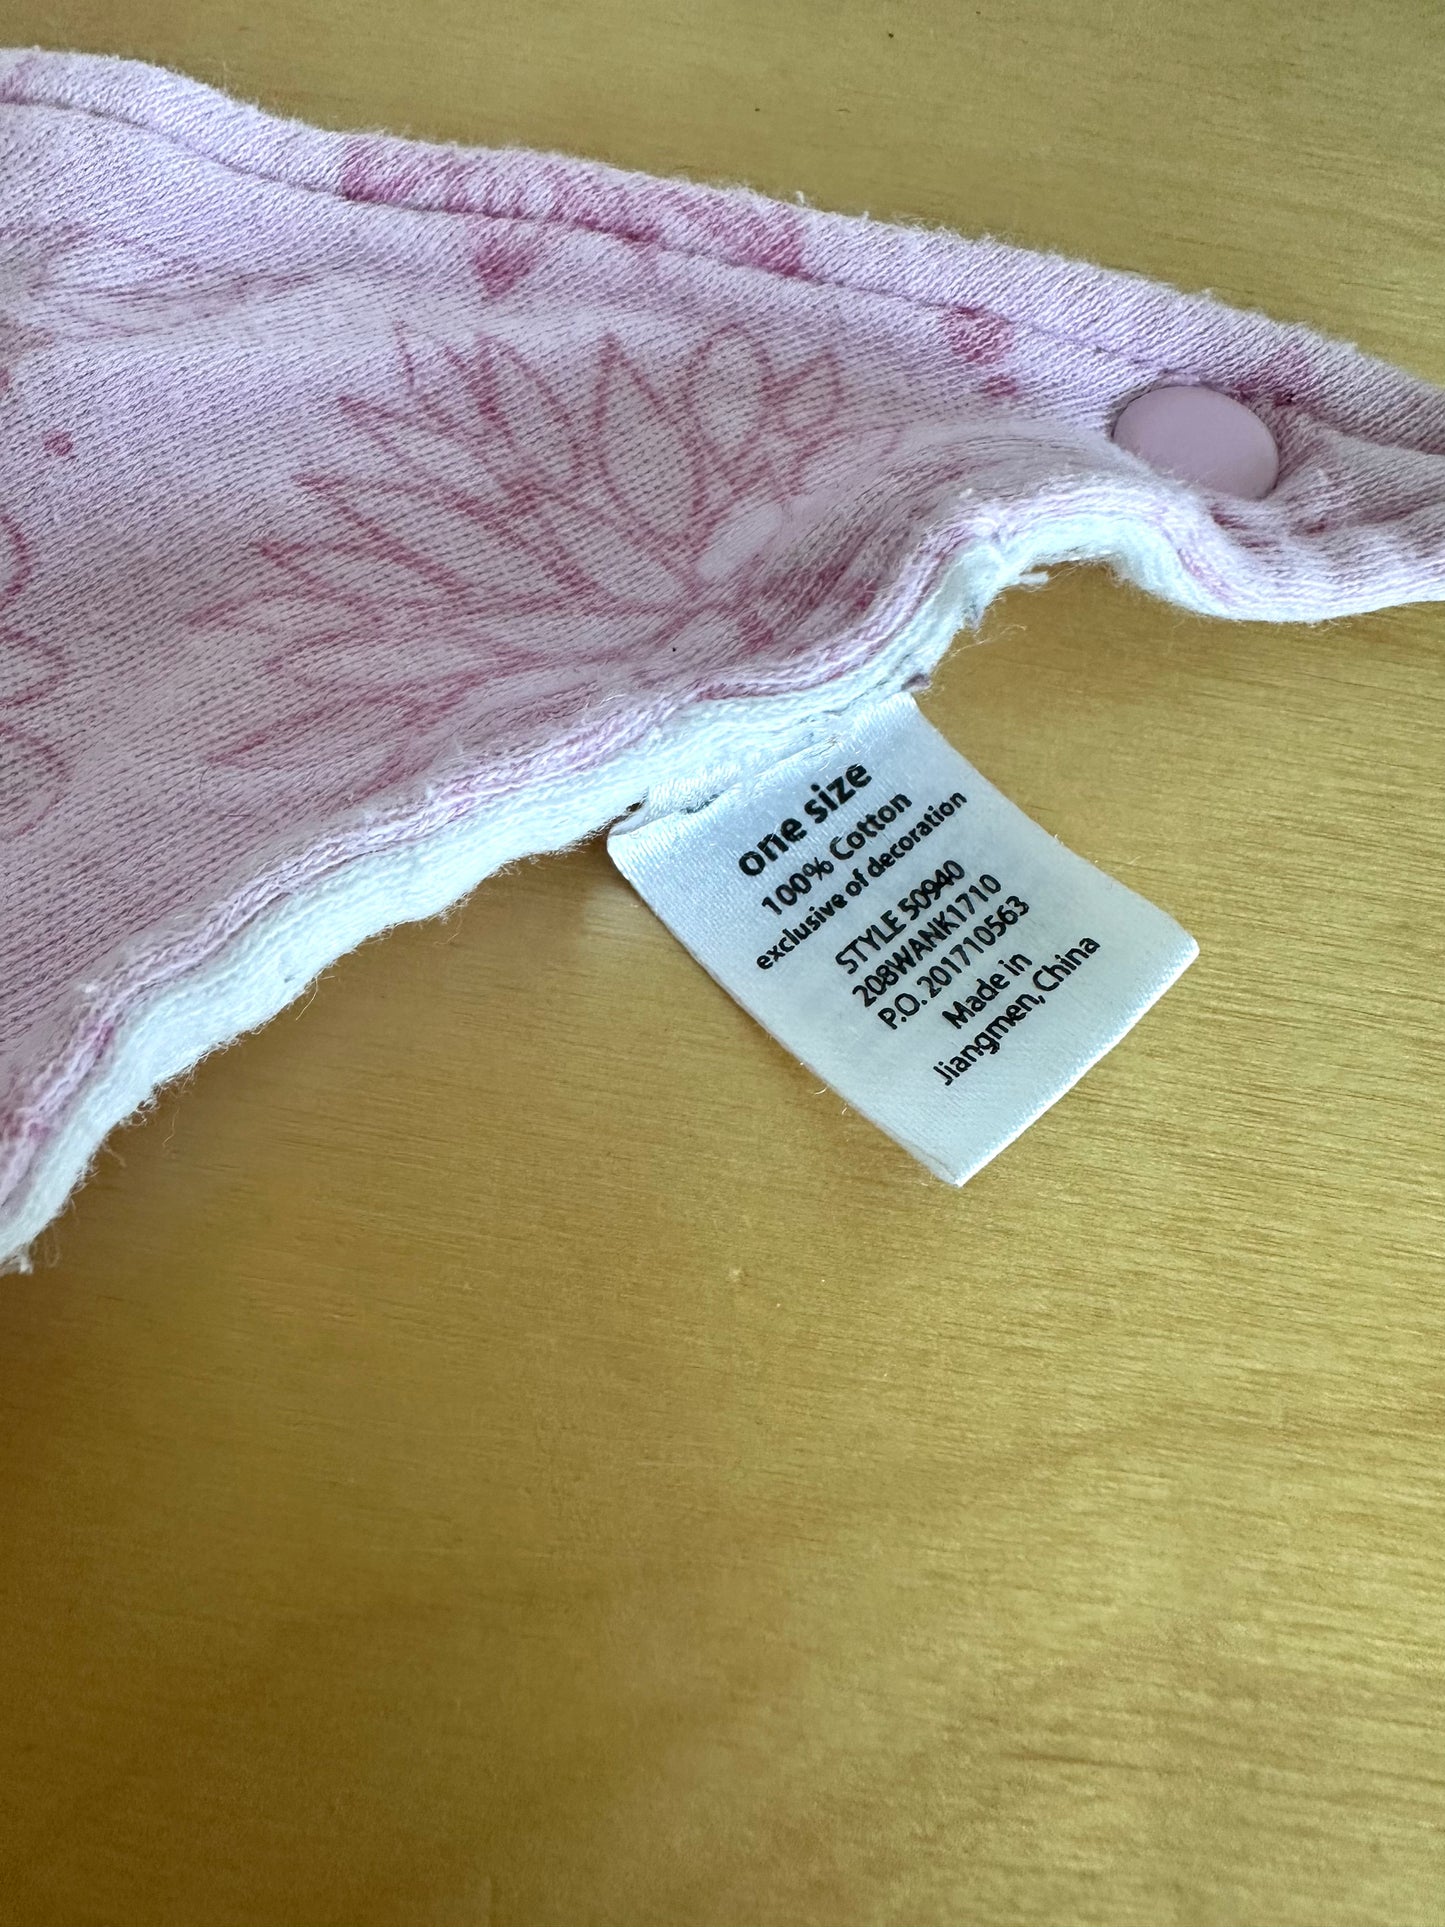 one size
100% Cotton
exclusive of decoration
STYLE 50940
208WANK1710
P.O. 201710563
Made in
Jiangmen, China